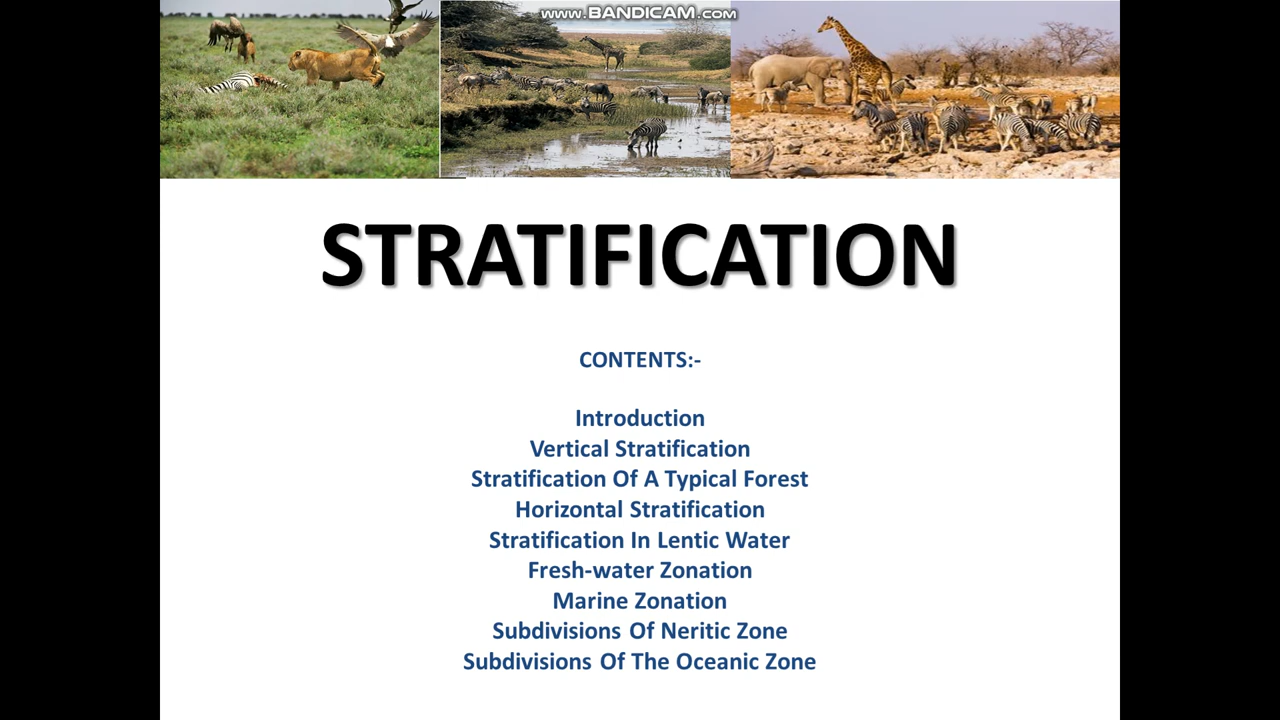 www.BANDICAM.com
STRATIFICATION
CONTENTS:-
Introduction
Vertical Stratification
Stratification Of A Typical Forest
Horizontal Stratification
Stratification In Lentic Water
Fresh-water Zonation
Marine Zonation
Subdivisions Of Neritic Zone
Subdivisions Of The Oceanic Zone